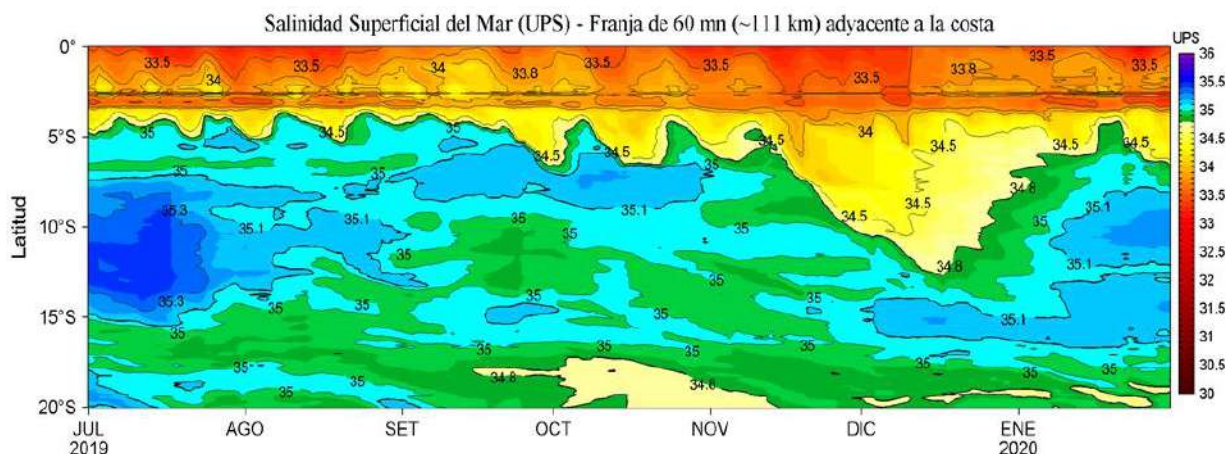 Salinidad Superficial del Mar (UPS) - Franja de 60 mn (~111 km) adyacente a la costa
UPS
0°
5°S
10°S
15°S
20°S
Latitud
33.5 34 33.5 34 33.8 33.5 33.5 33.5 33.8 33.5 33.5
35 34.5 35 34.5 34.5 34.5 34 34.5 34.5 34.5
35 35 35 34.8
35.3 35.1 35.1 35.1 34.5 34.5 35 35.1
35 35 35 34.8 35.1
35.3 35 35 35 35 35.1
35 35 35 35 35 35
35 35 34.8 34.8 35 35
JUL AGO SET OCT NOV DIC ENE
2019 2020
36
35.5
35
34.5
34
33.5
33
32.5
32
31.5
31
30.5
30